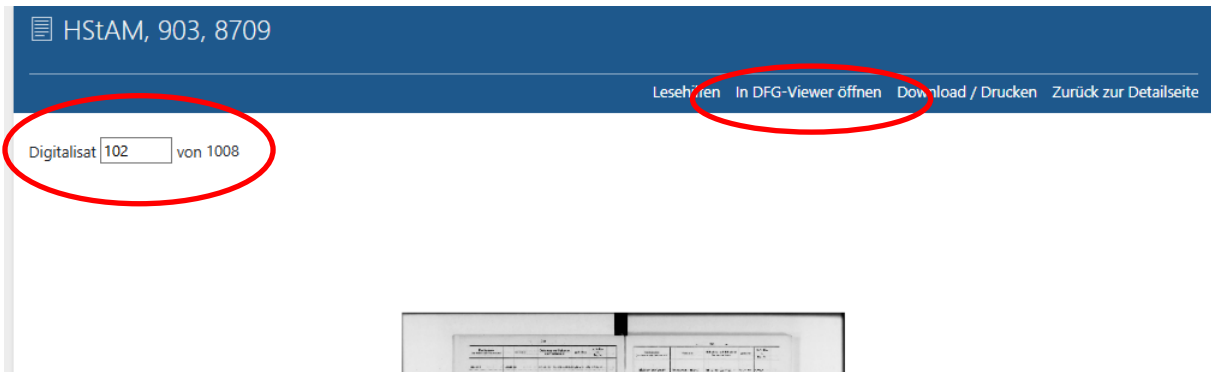 HStAM, 903, 8709
Lesehilfen In DFG-Viewer öffnen Download / Drucken Zurück zur Detailseite
Digitalisat 102 von 1008